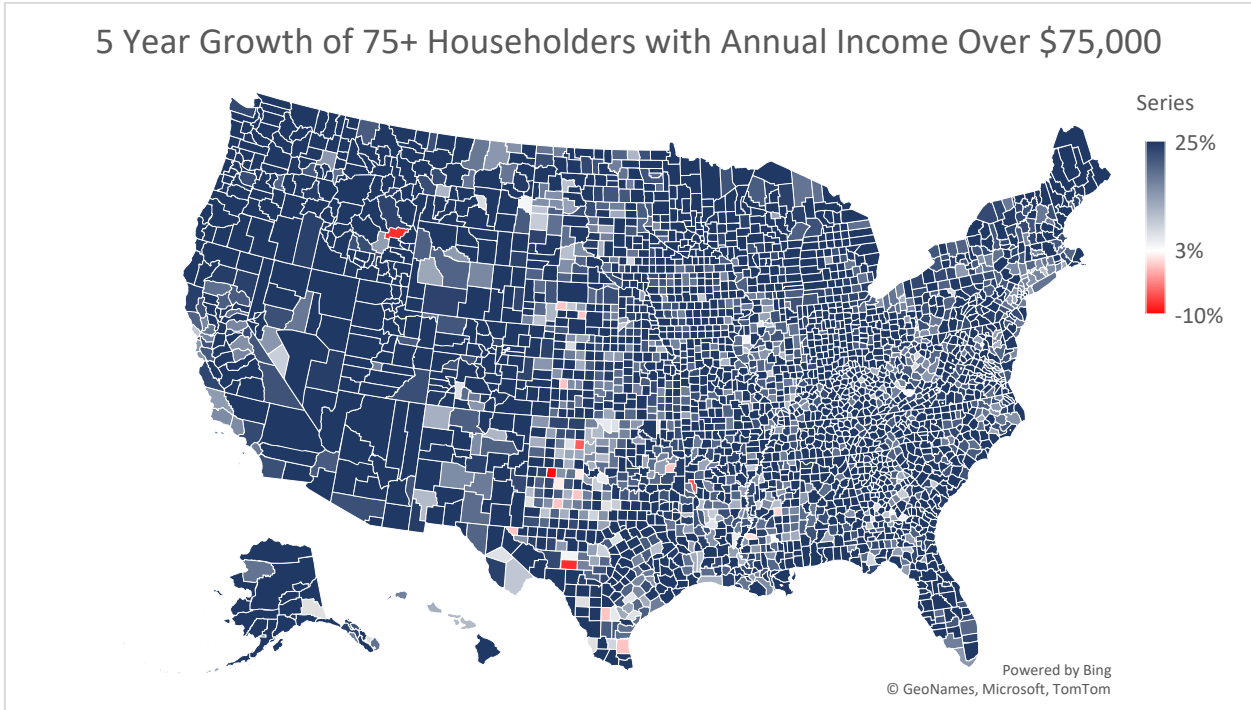 5 Year Growth of 75+ Householders with Annual Income Over $75,000
Series
25%
3%
-10%
Powered by Bing
© GeoNames, Microsoft, TomTom